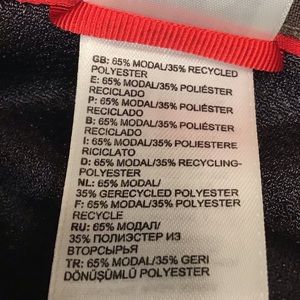 GB: 65% MODAL/35% RECYCLED
POLYESTER
E: 65% MODAL/35% POLIÉSTER
RECICLADO
P: 65% MODAL/35% POLIÉSTER
RECICLADO
B: 65% MODAL/35% POLIÉSTER
RECICLADO
I: 65% MODAL/35% POLIESTERE
RICICLATO
D: 65% MODAL/35% RECYCLING-
POLYESTER
NL: 65% MODAL/
35% GERECYCLED POLYESTER
F: 65% MODAL/35% POLYESTER
RECYCLE
RU: 65% МОДАЛ/
35% ПОЛИЭСТЕР ИЗ
ВТОРСЫРЬЯ
TR: 65% MODAL/35% GERI
DÖNÜŞÜMLÜ POLYESTER